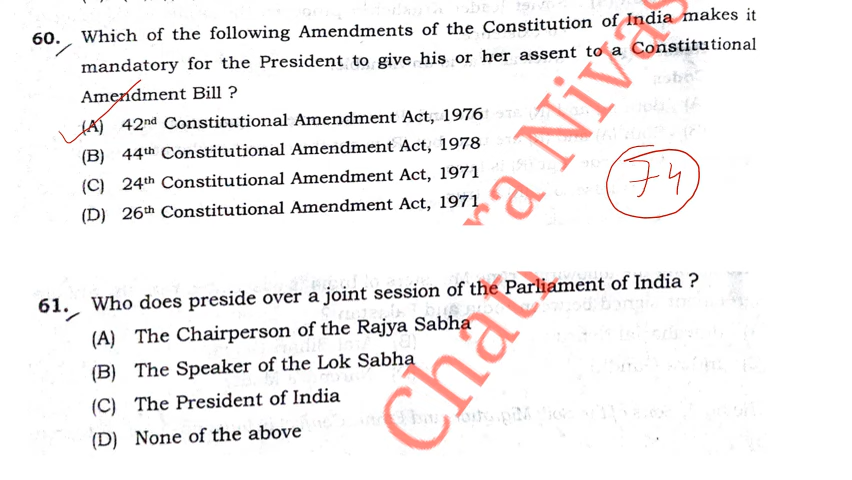 60. Which of the following Amendments of the Constitution of India makes it
mandatory for the President to give his or her assent to a Constitutional
Amendment Bill ?
(A) 42nd Constitutional Amendment Act, 1976
(B) 44th Constitutional Amendment Act, 1978
(C) 24th Constitutional Amendment Act, 1971
(D) 26th Constitutional Amendment Act, 1971
74
61. Who does preside over a joint session of the Parliament of India ?
(A) The Chairperson of the Rajya Sabha
(B) The Speaker of the Lok Sabha
(C) The President of India
(D) None of the above